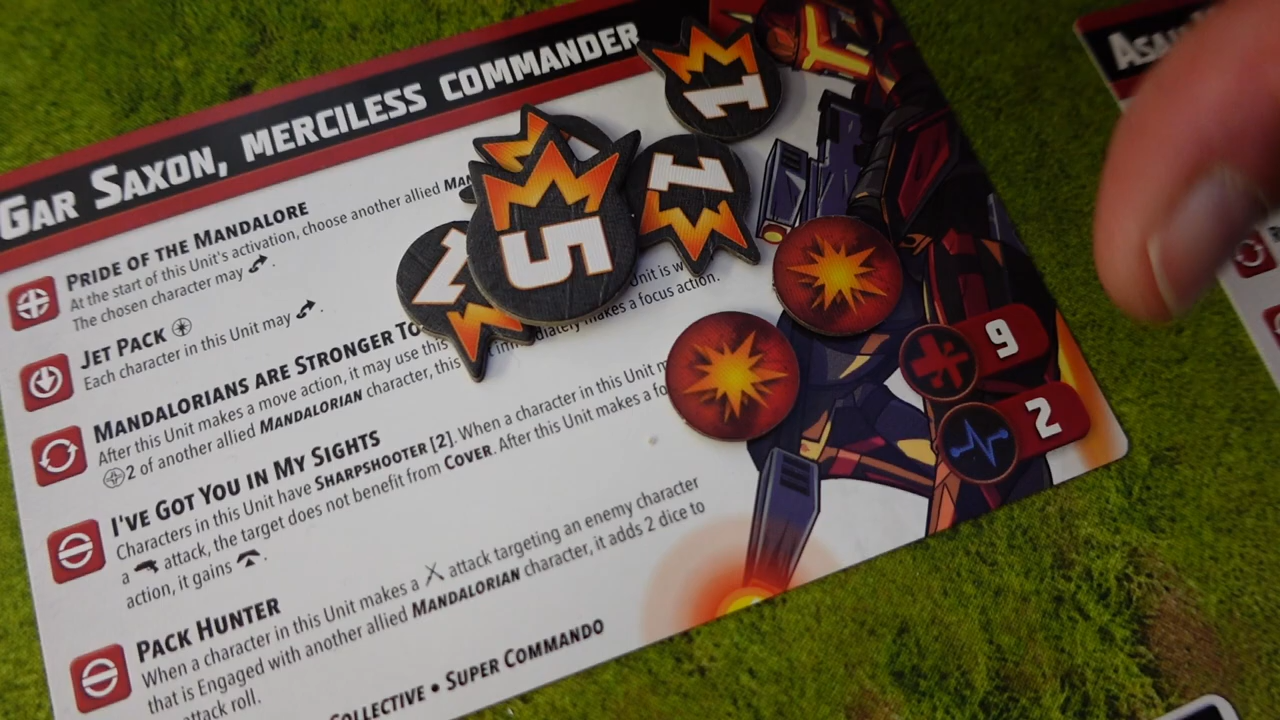 GAR SAXON, MERCILESS COMMANDER
PRIDE OF THE MANDALORE
At the start of this Unit's activation, choose another allied MAN
The chosen character may
JET PACK
Each character in this Unit may
MANDALORIANS ARE STRONGER TO
After this Unit makes a move action, it may use this Unit is w
2 of another allied MANDALORIAN character, this diately makes a focus action.
I'VE GOT YOU IN MY SIGHTS
Characters in this Unit have SHARPSHOOTER [2]. When a character in this Unit m
a attack, the target does not benefit from COVER. After this Unit makes a fo
action, it gains
PACK HUNTER
When a character in this Unit makes a attack targeting an enemy character
that is Engaged with another allied MANDALORIAN character, it adds 2 dice to
attack roll.
COLLECTIVE • SUPER COMMANDO
1
1
5
1
9
2
ASA